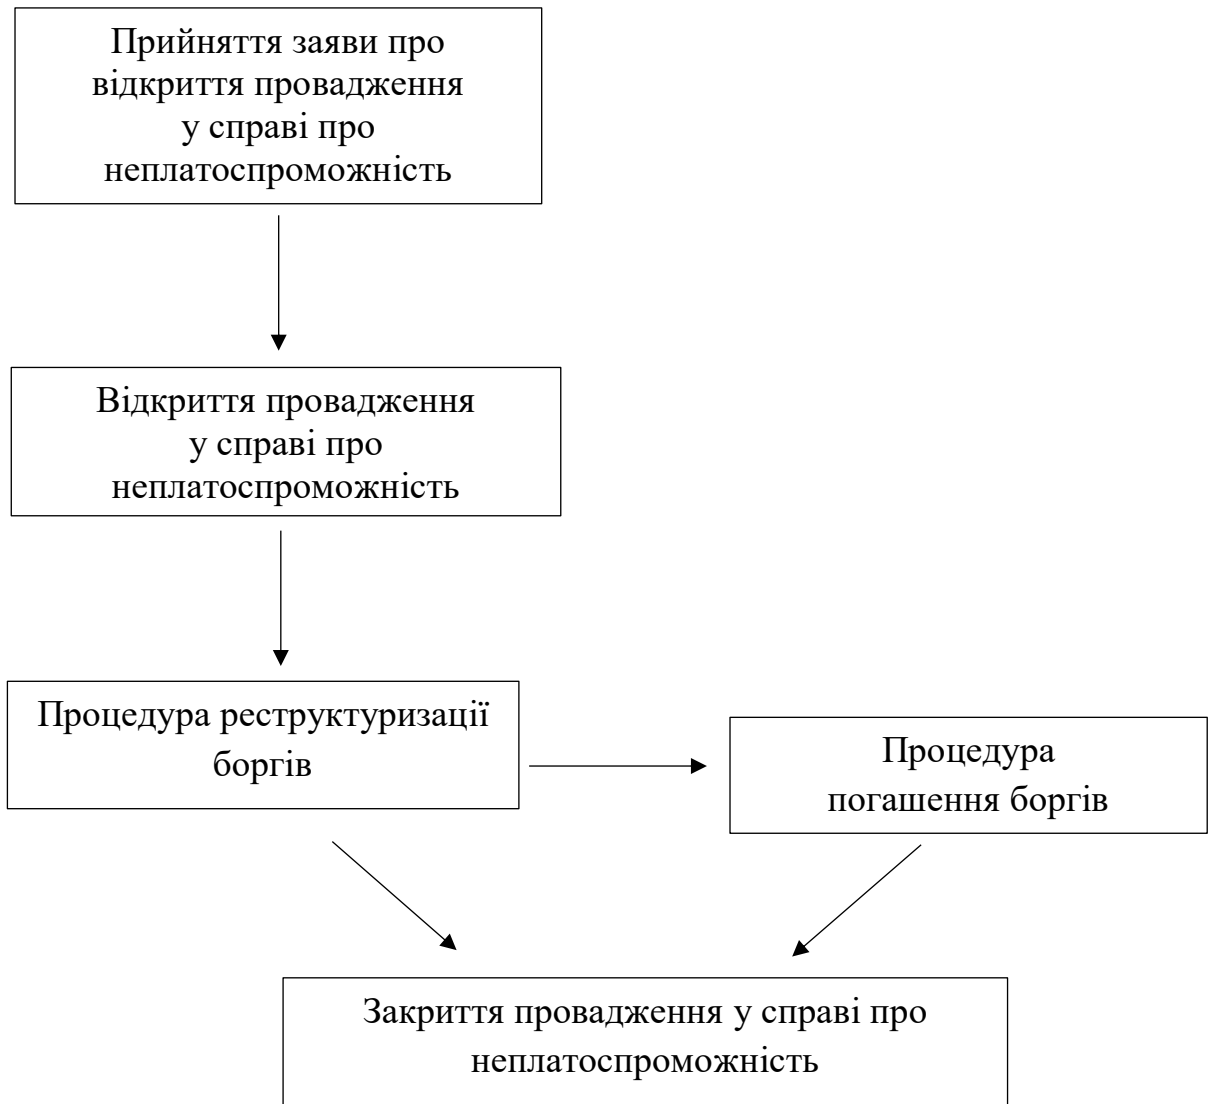 Прийняття заяви про
відкриття провадження
у справі про
неплатоспроможність
Відкриття провадження
у справі про
неплатоспроможність
Процедура реструктуризації
боргів
Процедура
погашення боргів
Закриття провадження у справі про
неплатоспроможність